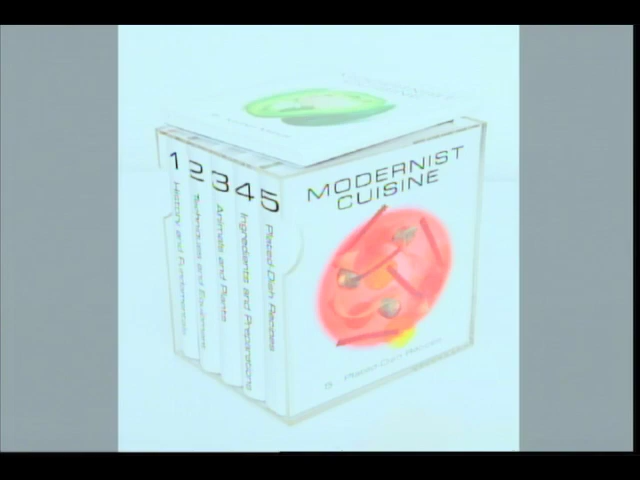 1
2
3
4
5
History and Fundamentals
Techniques and Equipment
Animals and Plants
Ingredients and Preparations
Plated-Dish Recipes
MODERNIST
CUISINE
5 Plated-Dish Recipes